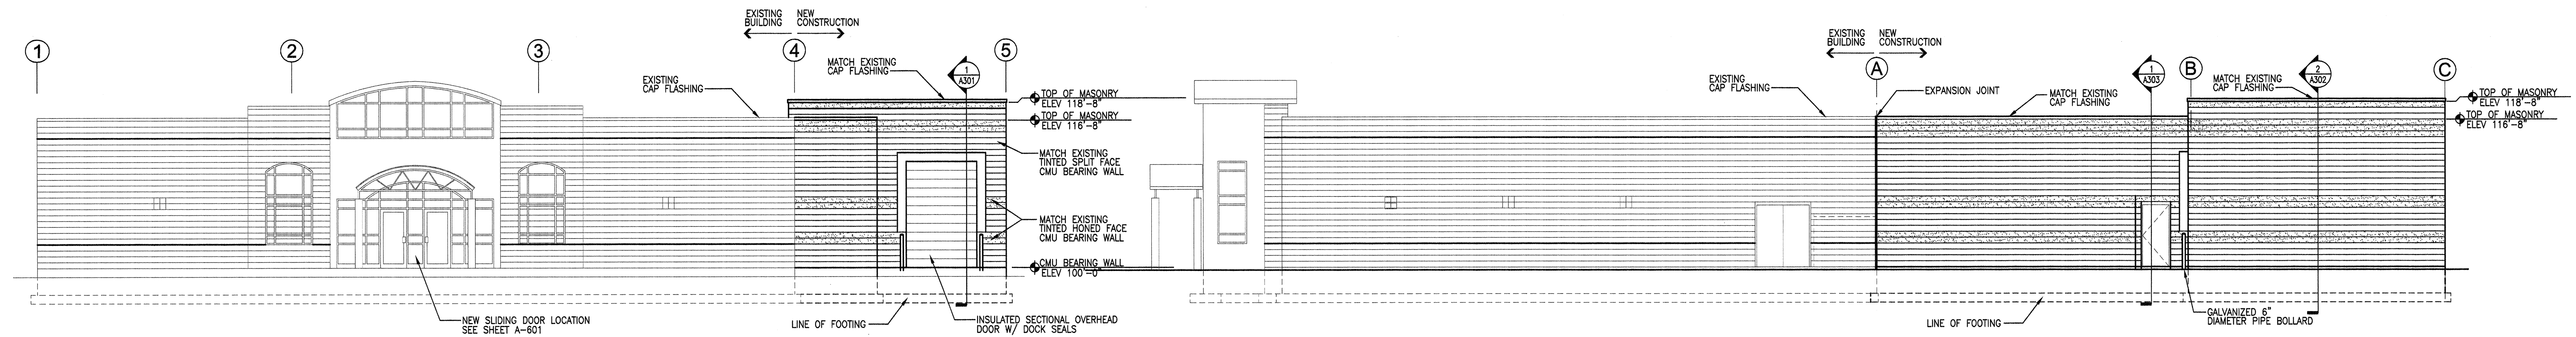 EXISTING NEW
BUILDING CONSTRUCTION
1
2
3
4
5
EXISTING
CAP FLASHING
MATCH EXISTING
CAP FLASHING
1
A301
TOP OF MASONRY
ELEV 118'-8"
TOP OF MASONRY
ELEV 116'-8"
MATCH EXISTING
TINTED SPLIT FACE
CMU BEARING WALL
MATCH EXISTING
TINTED HONED FACE
CMU BEARING WALL
CMU BEARING WALL
ELEV 100'-0"
NEW SLIDING DOOR LOCATION
SEE SHEET A-601
LINE OF FOOTING
INSULATED SECTIONAL OVERHEAD
DOOR W/ DOCK SEALS
EXISTING NEW
BUILDING CONSTRUCTION
A
B
C
EXISTING
CAP FLASHING
EXPANSION JOINT
MATCH EXISTING
CAP FLASHING
1
A303
MATCH EXISTING
CAP FLASHING
2
A302
TOP OF MASONRY
ELEV 118'-8"
TOP OF MASONRY
ELEV 116'-8"
LINE OF FOOTING
GALVANIZED 6"
DIAMETER PIPE BOLLARD